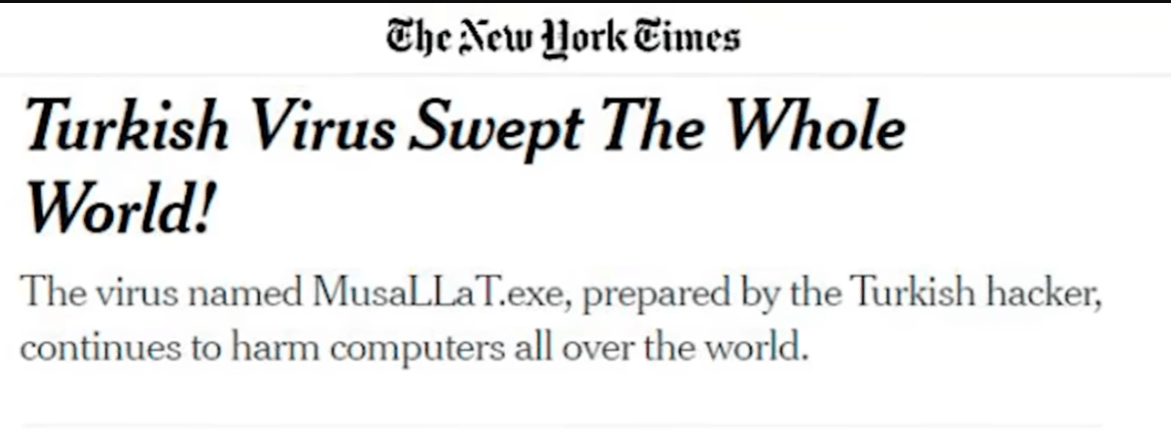 The New York Times
Turkish Virus Swept The Whole
World!
The virus named MusaLLaT.exe, prepared by the Turkish hacker,
continues to harm computers all over the world.